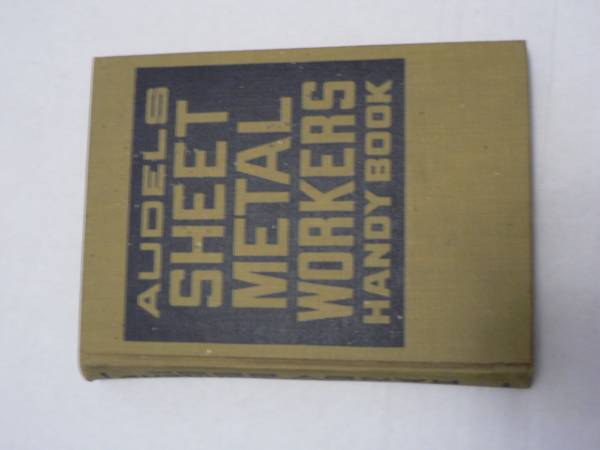 AUDELS
SHEET
METAL
WORKERS
HANDY BOOK